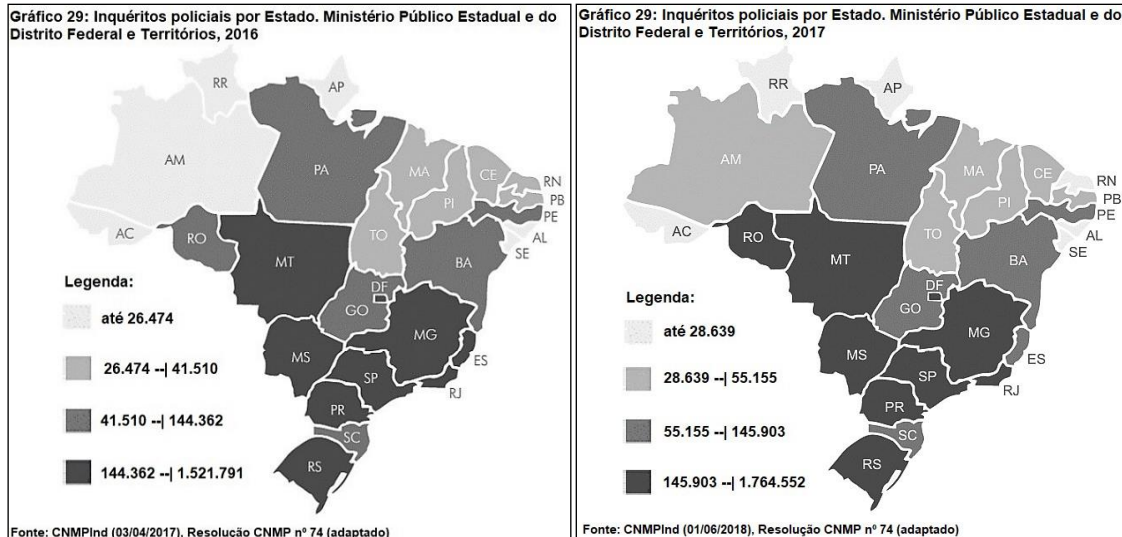 Gráfico 29: Inquéritos policiais por Estado. Ministério Público Estadual e do
Distrito Federal e Territórios, 2016
RR
AP
AM
PA
MA
CE
RN
PB
PE
PI
AL
SE
AC
RO
TO
BA
MT
DF
GO
MG
ES
MS
SP
RJ
PR
SC
RS
Legenda:
até 26.474
26.474 --| 41.510
41.510 --| 144.362
144.362 --| 1.521.791
Fonte: CNMPInd (03/04/2017), Resolução CNMP nº 74 (adaptado)
Gráfico 29: Inquéritos policiais por Estado. Ministério Público Estadual e do
Distrito Federal e Territórios, 2017
RR
AP
AM
PA
MA
CE
RN
PB
PE
PI
AL
SE
AC
RO
TO
BA
MT
DF
GO
MG
ES
MS
SP
RJ
PR
SC
RS
Legenda:
até 28.639
28.639 --| 55.155
55.155 --| 145.903
145.903 --| 1.764.552
Fonte: CNMPInd (01/06/2018), Resolução CNMP nº 74 (adaptado)